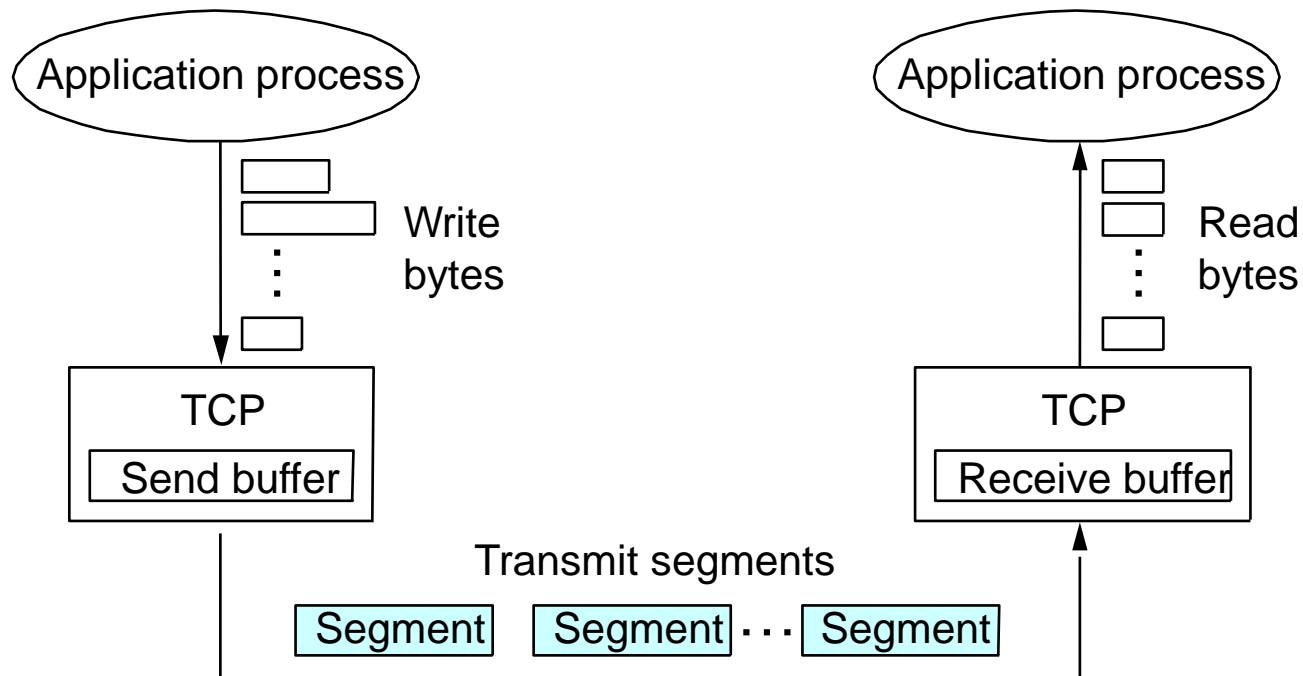 Application process
Application process
Write
bytes
Read
bytes
TCP
Send buffer
TCP
Receive buffer
Transmit segments
Segment
Segment
Segment